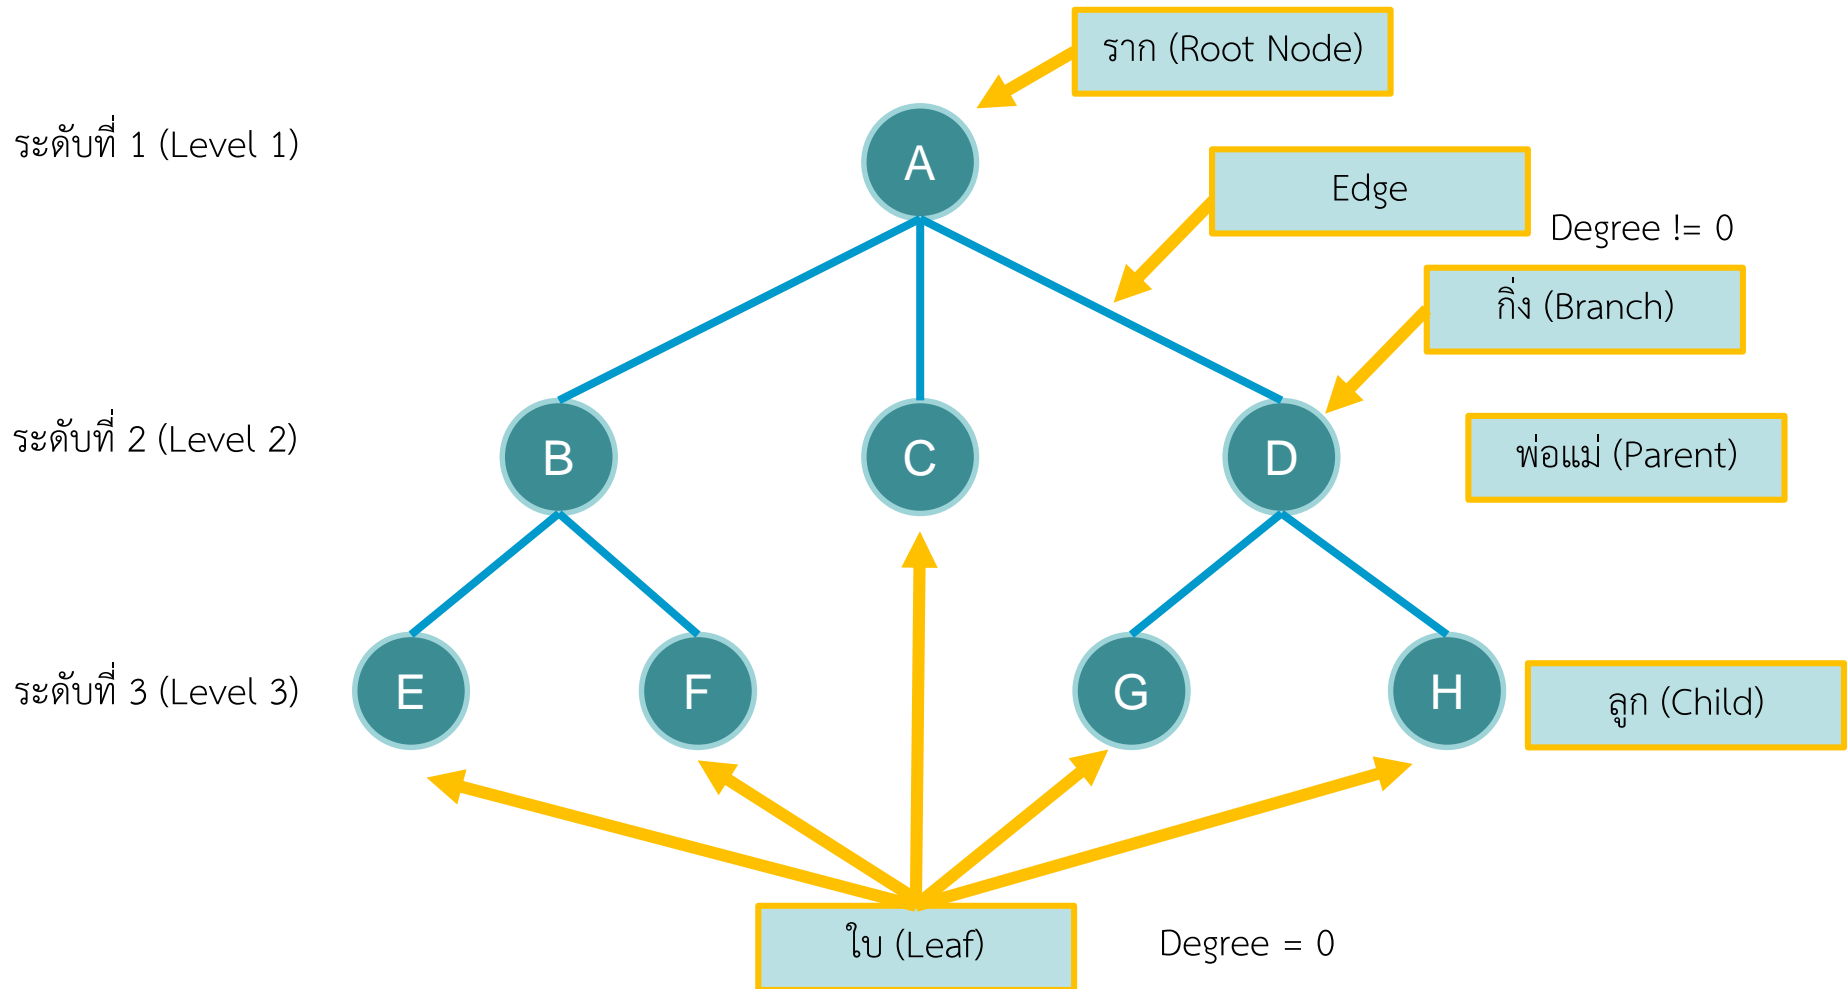 ราก (Root Node)
ระดับที่ 1 (Level 1)
A
Edge
Degree != 0
กิ่ง (Branch)
ระดับที่ 2 (Level 2)
B
C
D
พ่อแม่ (Parent)
ระดับที่ 3 (Level 3)
E
F
G
H
ลูก (Child)
ใบ (Leaf)
Degree = 0